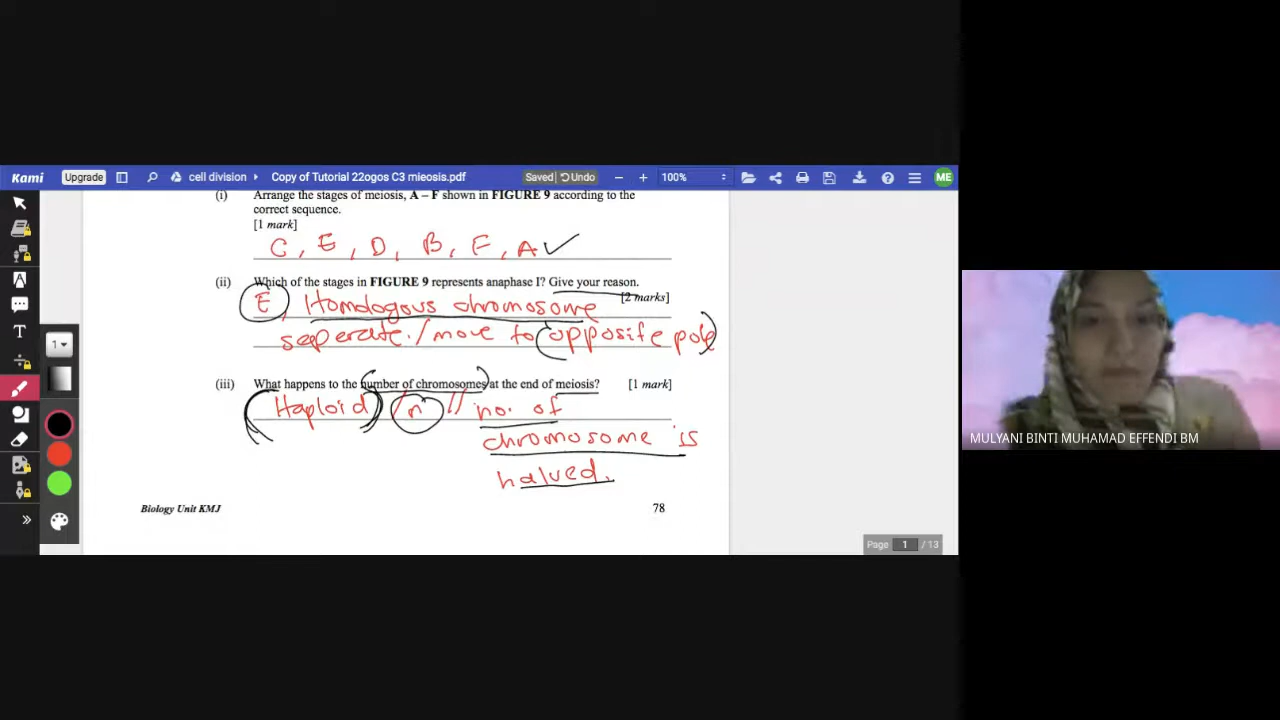 Kami Upgrade cell division Copy of Tutorial 22ogos C3 mieosis.pdf Saved Undo 100% ME
(i) Arrange the stages of meiosis, A – F shown in FIGURE 9 according to the
correct sequence.
[1 mark]
C, E, D, B, F, A
(ii) Which of the stages in FIGURE 9 represents anaphase I? Give your reason.
[2 marks]
E, Homologous chromosome
seperate / move to opposite pole
1
(iii) What happens to the number of chromosomes at the end of meiosis? [1 mark]
Haploid / n // no. of
chromosome is
halved.
MULYANI BINTI MUHAMAD EFFENDI BM
Biology Unit KMJ 78
Page 1 / 13